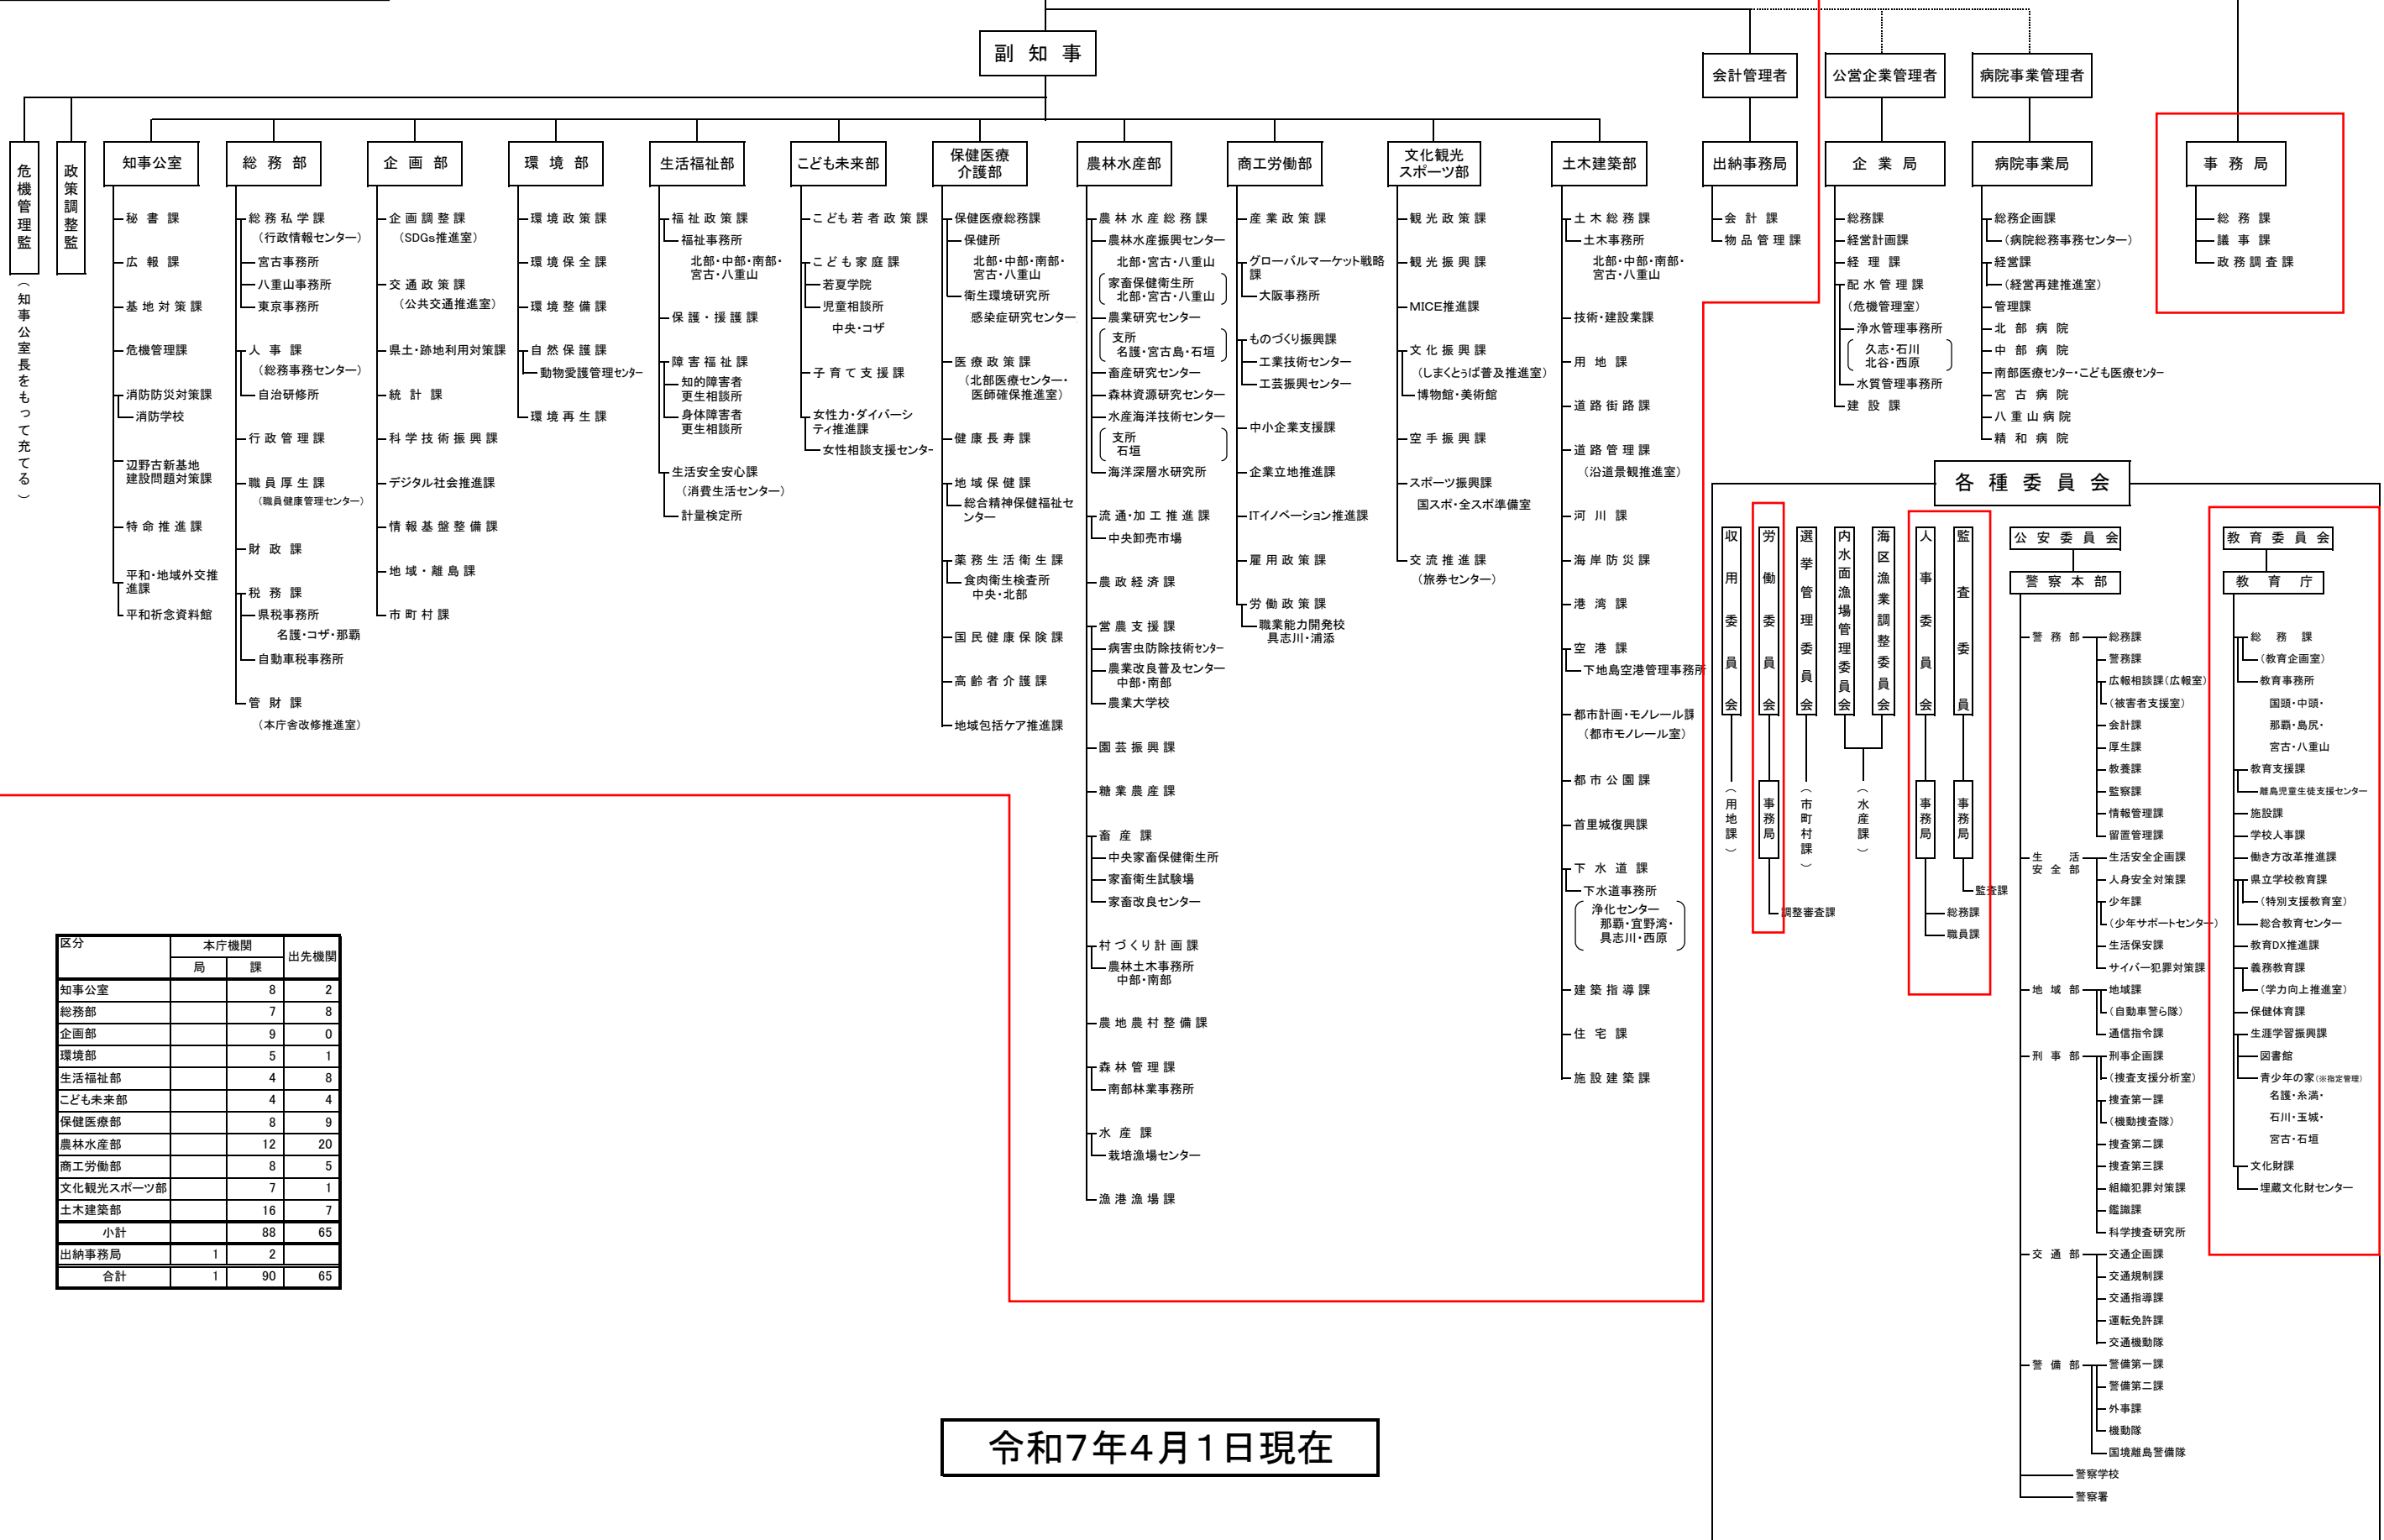 副知事
会計管理者
公営企業管理者
病院事業管理者
危機管理監
(知事公室長をもって充てる)
政策調整監
知事公室
秘書課
広報課
基地対策課
危機管理課
消防防災対策課
消防学校
辺野古新基地
建設問題対策課
特命推進課
平和・地域外交推
進課
平和祈念資料館
総務部
総務私学課
(行政情報センター)
宮古事務所
八重山事務所
東京事務所
人事課
(総務事務センター)
自治研修所
行政管理課
職員厚生課
(職員健康管理センター)
財政課
税務課
県税事務所
名護・コザ・那覇
自動車税事務所
管財課
(本庁舎改修推進室)
企画部
企画調整課
(SDGs推進室)
交通政策課
(公共交通推進室)
県土・跡地利用対策課
統計課
科学技術振興課
デジタル社会推進課
情報基盤整備課
地域・離島課
市町村課
環境部
環境政策課
環境保全課
環境整備課
自然保護課
動物愛護管理センター
環境再生課
生活福祉部
福祉政策課
福祉事務所
北部・中部・南部・
宮古・八重山
保護・援護課
障害福祉課
知的障害者
更生相談所
身体障害者
更生相談所
生活安全安心課
(消費生活センター)
計量検定所
こども未来部
こども若者政策課
こども家庭課
若夏学院
児童相談所
中央・コザ
子育て支援課
女性力・ダイバーシ
ティ推進課
女性相談支援センター
保健医療
介護部
保健医療総務課
保健所
北部・中部・南部・
宮古・八重山
衛生環境研究所
感染症研究センター
医療政策課
(北部医療センター・
医師確保推進室)
健康長寿課
地域保健課
総合精神保健福祉セ
ンター
薬務生活衛生課
食肉衛生検査所
中央・北部
国民健康保険課
高齢者介護課
地域包括ケア推進課
農林水産部
農林水産総務課
農林水産振興センター
北部・宮古・八重山
家畜保健衛生所
北部・宮古・八重山
農業研究センター
支所
名護・宮古島・石垣
畜産研究センター
森林資源研究センター
水産海洋技術センター
支所
石垣
海洋深層水研究所
流通・加工推進課
中央卸売市場
農政経済課
営農支援課
病害虫防除技術センター
農業改良普及センター
中部・南部
農業大学校
園芸振興課
糖業農産課
畜産課
中央家畜保健衛生所
家畜衛生試験場
家畜改良センター
村づくり計画課
農林土木事務所
中部・南部
農地農村整備課
森林管理課
南部林業事務所
水産課
栽培漁場センター
漁港漁場課
商工労働部
産業政策課
グローバルマーケット戦略
課
大阪事務所
ものづくり振興課
工業技術センター
工芸振興センター
中小企業支援課
企業立地推進課
ITイノベーション推進課
雇用政策課
労働政策課
職業能力開発校
具志川・浦添
文化観光
スポーツ部
観光政策課
観光振興課
MICE推進課
文化振興課
(しまくとぅば普及推進室)
博物館・美術館
空手振興課
スポーツ振興課
国スポ・全スポ準備室
交流推進課
(旅券センター)
土木建築部
土木総務課
土木事務所
北部・中部・南部・
宮古・八重山
技術・建設業課
用地課
道路街路課
道路管理課
(沿道景観推進室)
河川課
海岸防災課
港湾課
空港課
下地島空港管理事務所
都市計画・モノレール課
(都市モノレール室)
都市公園課
首里城復興課
下水道課
下水道事務所
浄化センター
那覇・宜野湾・
具志川・西原
建築指導課
住宅課
施設建築課
出納事務局
会計課
物品管理課
企業局
総務課
経営計画課
経理課
配水管理課
(危機管理室)
浄水管理事務所
久志・石川
北谷・西原
水質管理事務所
建設課
病院事業局
総務企画課
(病院総務事務センター)
経営課
(経営再建推進室)
管理課
北部病院
中部病院
南部医療センター・こども医療センター
宮古病院
八重山病院
精和病院
事務局
総務課
議事課
政務調査課
各種委員会
収用委員会
(用地課)
労働委員会
事務局
調整審査課
選挙管理委員会
(市町村課)
内水面漁場管理委員会
海区漁業調整委員会
(水産課)
人事委員会
事務局
総務課
職員課
監査委員
事務局
監査課
公安委員会
警察本部
警務部
総務課
警務課
広報相談課(広報室)
(被害者支援室)
会計課
厚生課
教養課
監察課
情報管理課
留置管理課
生活
安全部
生活安全企画課
人身安全対策課
少年課
(少年サポートセンター)
生活保安課
サイバー犯罪対策課
地域部
地域課
(自動車警ら隊)
通信指令課
刑事部
刑事企画課
(捜査支援分析室)
捜査第一課
(機動捜査隊)
捜査第二課
捜査第三課
組織犯罪対策課
鑑識課
科学捜査研究所
交通部
交通企画課
交通規制課
交通指導課
運転免許課
交通機動隊
警備部
警備第一課
警備第二課
外事課
機動隊
国境離島警備隊
警察学校
警察署
教育委員会
教育庁
総務課
(教育企画室)
教育事務所
国頭・中頭・
那覇・島尻・
宮古・八重山
教育支援課
離島児童生徒支援センター
施設課
学校人事課
働き方改革推進課
県立学校教育課
(特別支援教育室)
総合教育センター
教育DX推進課
義務教育課
(学力向上推進室)
保健体育課
生涯学習振興課
図書館
青少年の家(※指定管理)
名護・糸満・
石川・玉城・
宮古・石垣
文化財課
埋蔵文化財センター
区分 本庁機関 出先機関
局 課
知事公室 8 2
総務部 7 8
企画部 9 0
環境部 5 1
生活福祉部 4 8
こども未来部 4 4
保健医療部 8 9
農林水産部 12 20
商工労働部 8 5
文化観光スポーツ部 7 1
土木建築部 16 7
小計 88 65
出納事務局 1 2
合計 1 90 65
令和7年4月1日現在